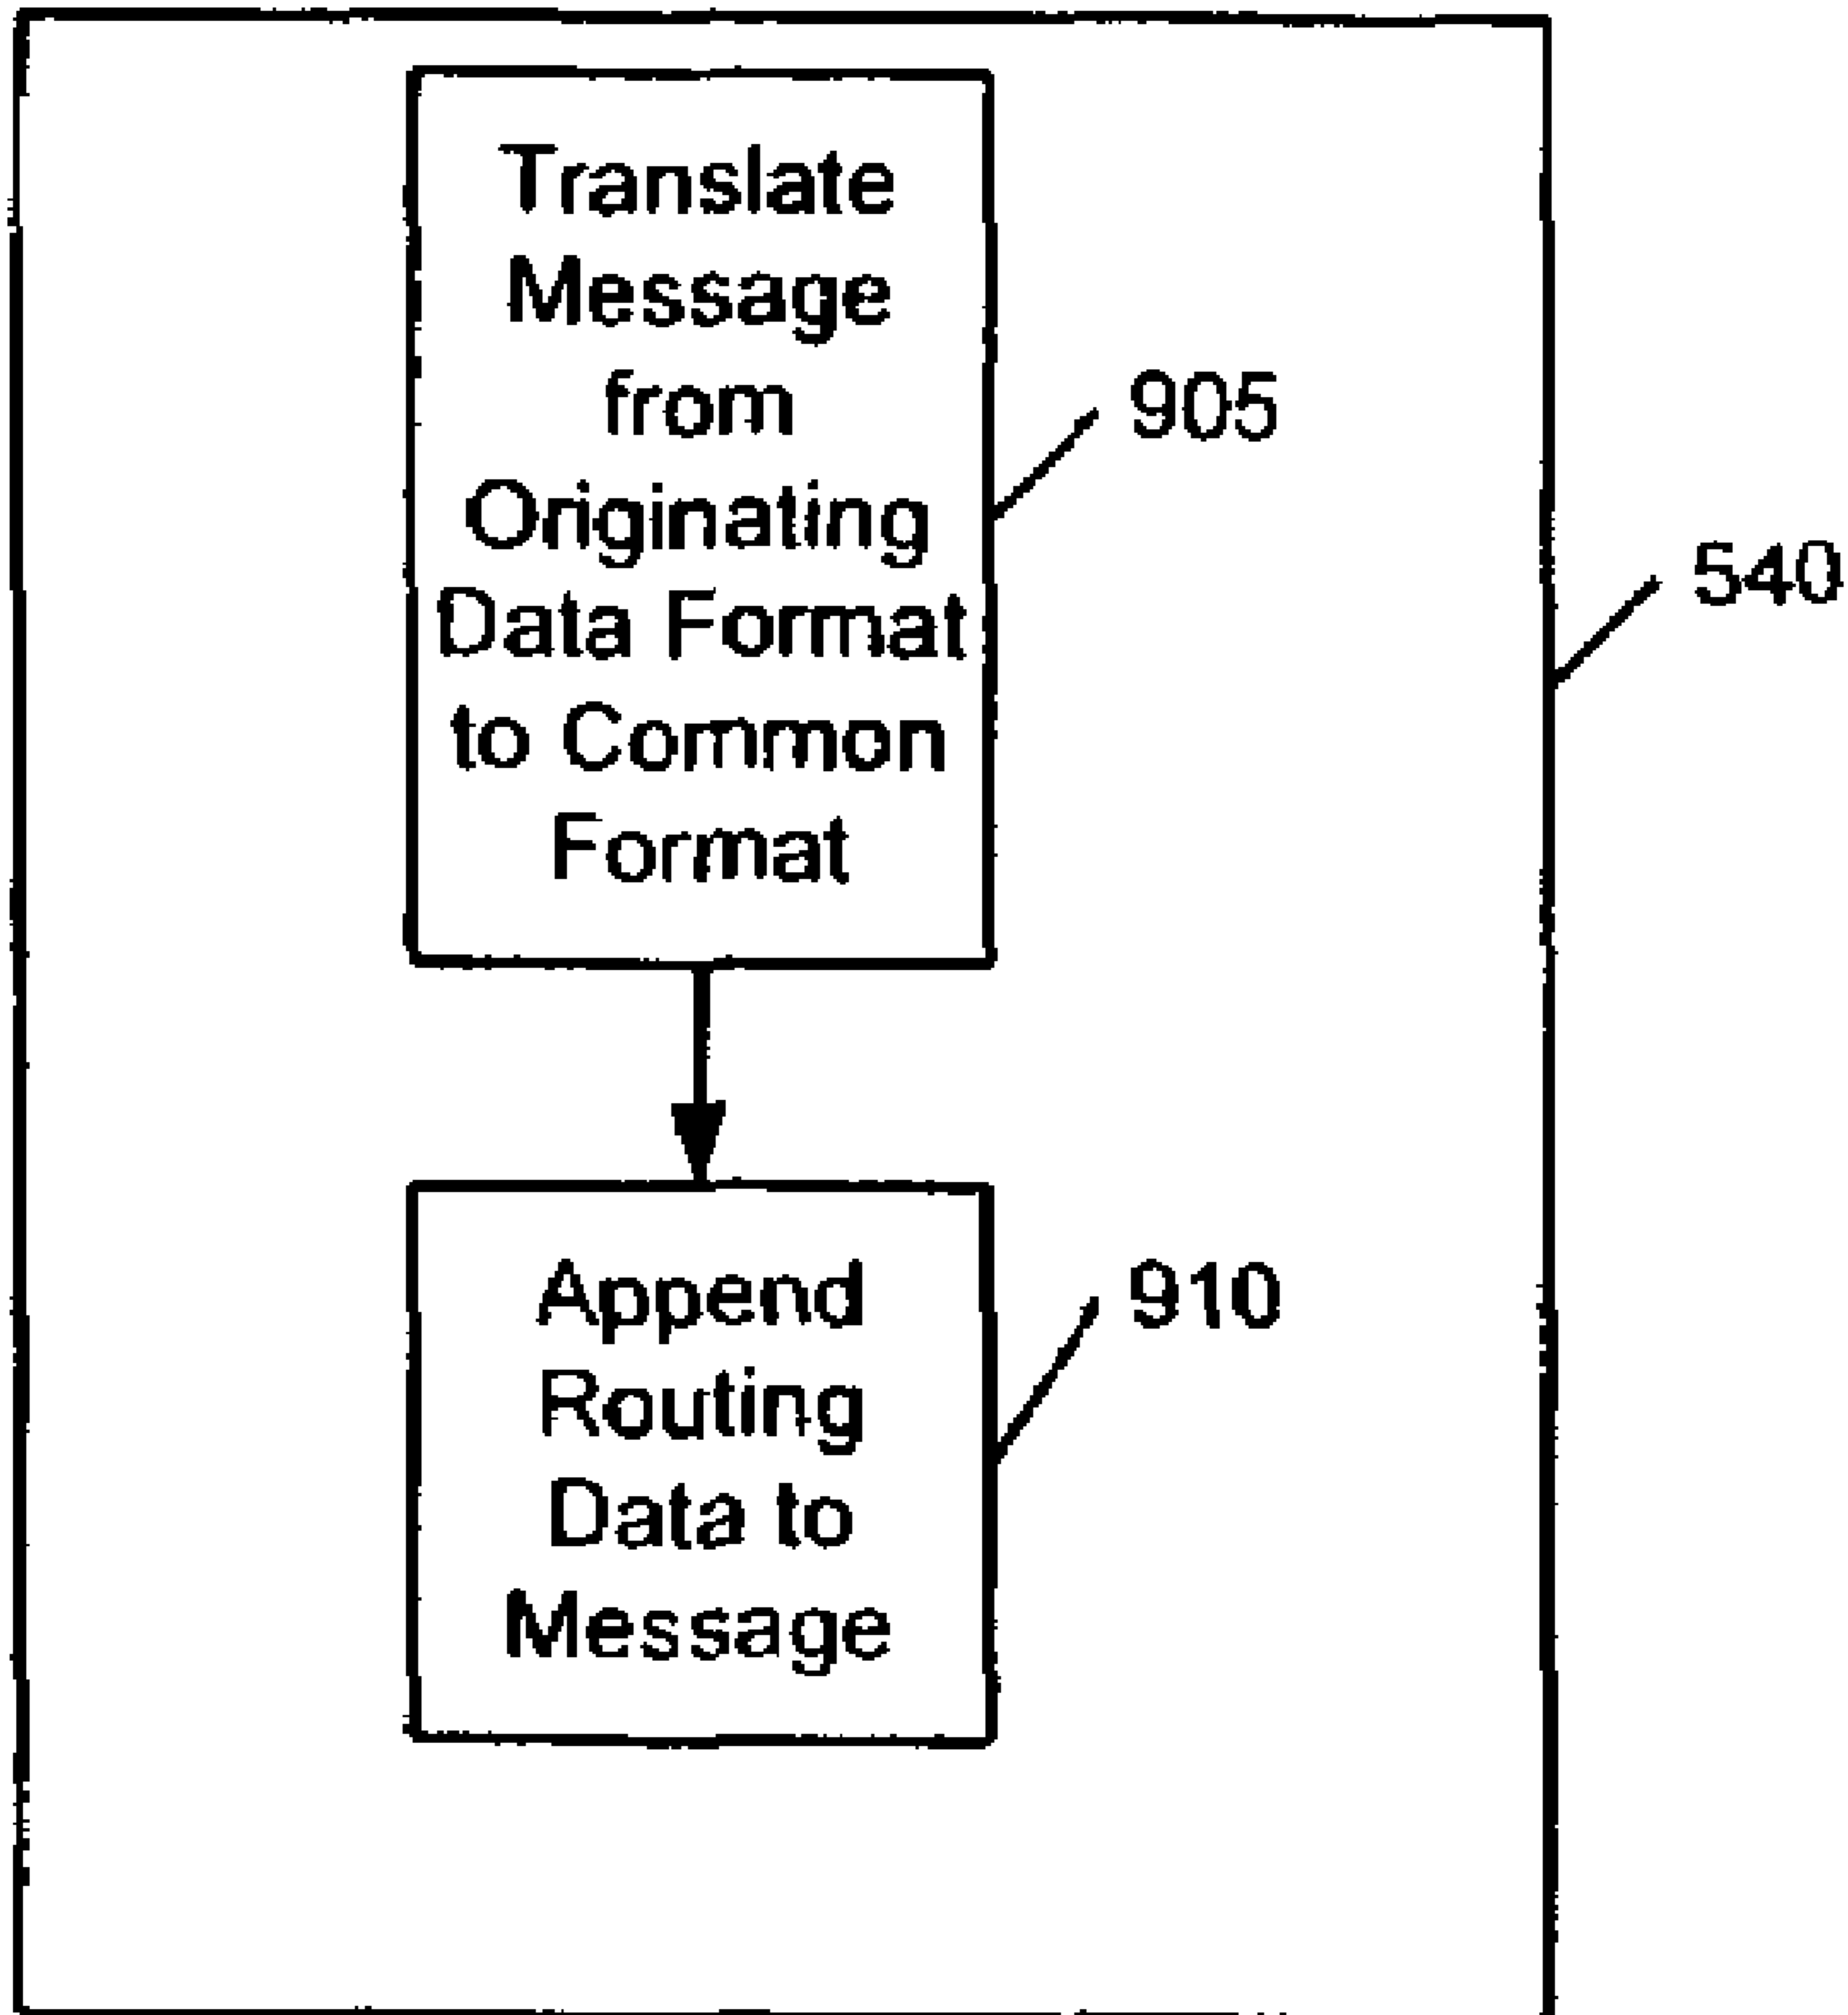 Translate
Message
from
Originating
Data Format
to Common
Format
905
540
Append
Routing
Data to
Message
910